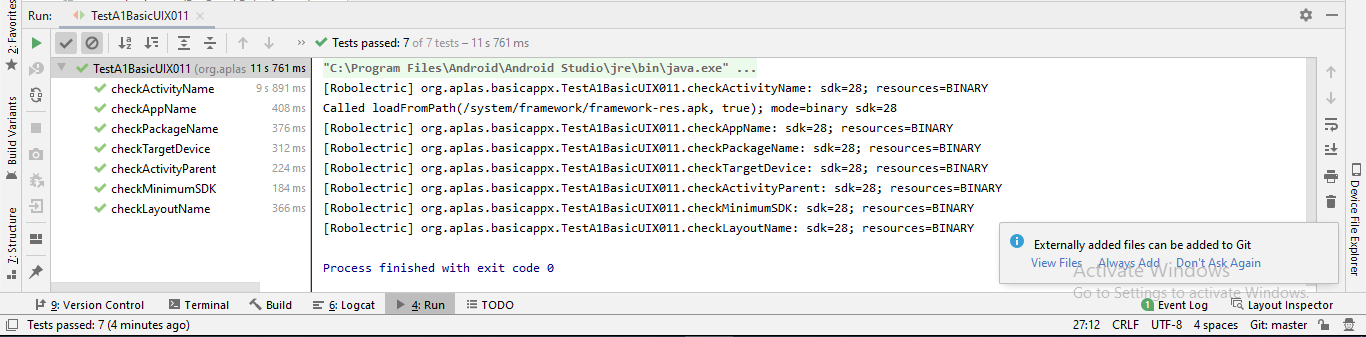 Run: TestA1BasicUIX011
Tests passed: 7 of 7 tests – 11 s 761 ms
TestA1BasicUIX011 (org.aplas 11 s 761 ms
checkActivityName 9 s 891 ms
checkAppName 408 ms
checkPackageName 376 ms
checkTargetDevice 312 ms
checkActivityParent 224 ms
checkMinimumSDK 184 ms
checkLayoutName 366 ms
"C:\Program Files\Android\Android Studio\jre\bin\java.exe" ...
[Robolectric] org.aplas.basicappx.TestA1BasicUIX011.checkActivityName: sdk=28; resources=BINARY
Called loadFromPath(/system/framework/framework-res.apk, true); mode=binary sdk=28
[Robolectric] org.aplas.basicappx.TestA1BasicUIX011.checkAppName: sdk=28; resources=BINARY
[Robolectric] org.aplas.basicappx.TestA1BasicUIX011.checkPackageName: sdk=28; resources=BINARY
[Robolectric] org.aplas.basicappx.TestA1BasicUIX011.checkTargetDevice: sdk=28; resources=BINARY
[Robolectric] org.aplas.basicappx.TestA1BasicUIX011.checkActivityParent: sdk=28; resources=BINARY
[Robolectric] org.aplas.basicappx.TestA1BasicUIX011.checkMinimumSDK: sdk=28; resources=BINARY
[Robolectric] org.aplas.basicappx.TestA1BasicUIX011.checkLayoutName: sdk=28; resources=BINARY
Process finished with exit code 0
2: Favorites
Build Variants
7: Structure
Device File Explorer
Externally added files can be added to Git
View Files Always Add Don't Ask Again
Activate Windows
Go to Settings to activate Windows.
9: Version Control Terminal Build 6: Logcat 4: Run TODO 1 Event Log Layout Inspector
Tests passed: 7 (4 minutes ago) 27:12 CRLF UTF-8 4 spaces Git: master